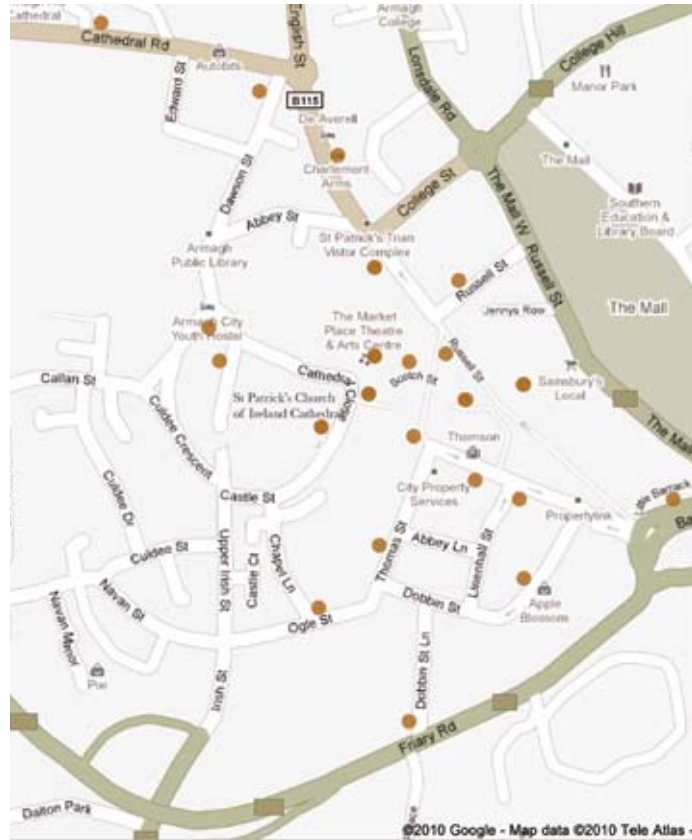 Armagh
College
Cathedral
Cathedral Rd
English St
College Hill
Autobits
Lonsdale Rd
Manor Park
Edward St
B115
De Averell
The Mall
Charlemont
Arms
Dawson St
College St
Southern
Education &
Library Board
The Mall W
Abbey St
St Patrick's Trian
Visitor Complex
Armagh
Public Library
Russell St
Russell St
The Mall
Jennys Row
The Market
Place Theatre
& Arts Centre
Armagh City
Youth Hostel
Russell St
Cathedral Close
Scotch St
Callan St
Sainsbury's
Local
St Patrick's Church
of Ireland Cathedral
Culdee Crescent
The Mall
Thomson
City Property
Services
Culdee Dr
Castle St
Little Barrack
Propertylink
Ba
Upper Irish St
Thomas St
Abbey Ln
Linenhall St
Culdee St
Castle Ct
Chapel Ln
Navan St
Dobbin St
Apple
Blossoms
Ogle St
Navan Manor
Pixi
Irish St
Dobbin St Ln
Friary Rd
Dalton Park
lace
©2010 Google - Map data ©2010 Tele Atlas -